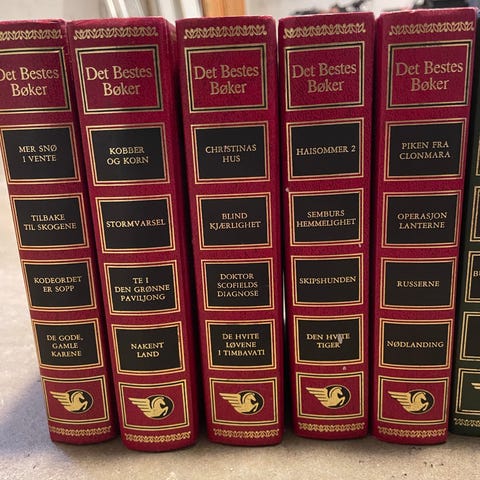 Det Bestes
Bøker
MER SNØ
I VENTE
TILBAKE
TIL SKOGENE
KODEORDET
ER SOPP
DE GODE,
GAMLE
KARENE
Det Bestes
Bøker
KOBBER
OG KORN
STORMVARSEL
TE I
DEN GRØNNE
PAVILJONG
NAKENT
LAND
Det Bestes
Bøker
CHRISTINAS
HUS
BLIND
KJÆRLIGHET
DOKTOR
SCOFIELDS
DIAGNOSE
DE HVITE
LØVENE
I TIMBAVATI
Det Bestes
Bøker
HAISOMMER 2
SEMBURS
HEMMELIGHET
SKIPSHUNDEN
DEN HVITE
TIGER
Det Bestes
Bøker
PIKEN FRA
CLONMARA
OPERASJON
LANTERNE
RUSSERNE
NØDLANDING